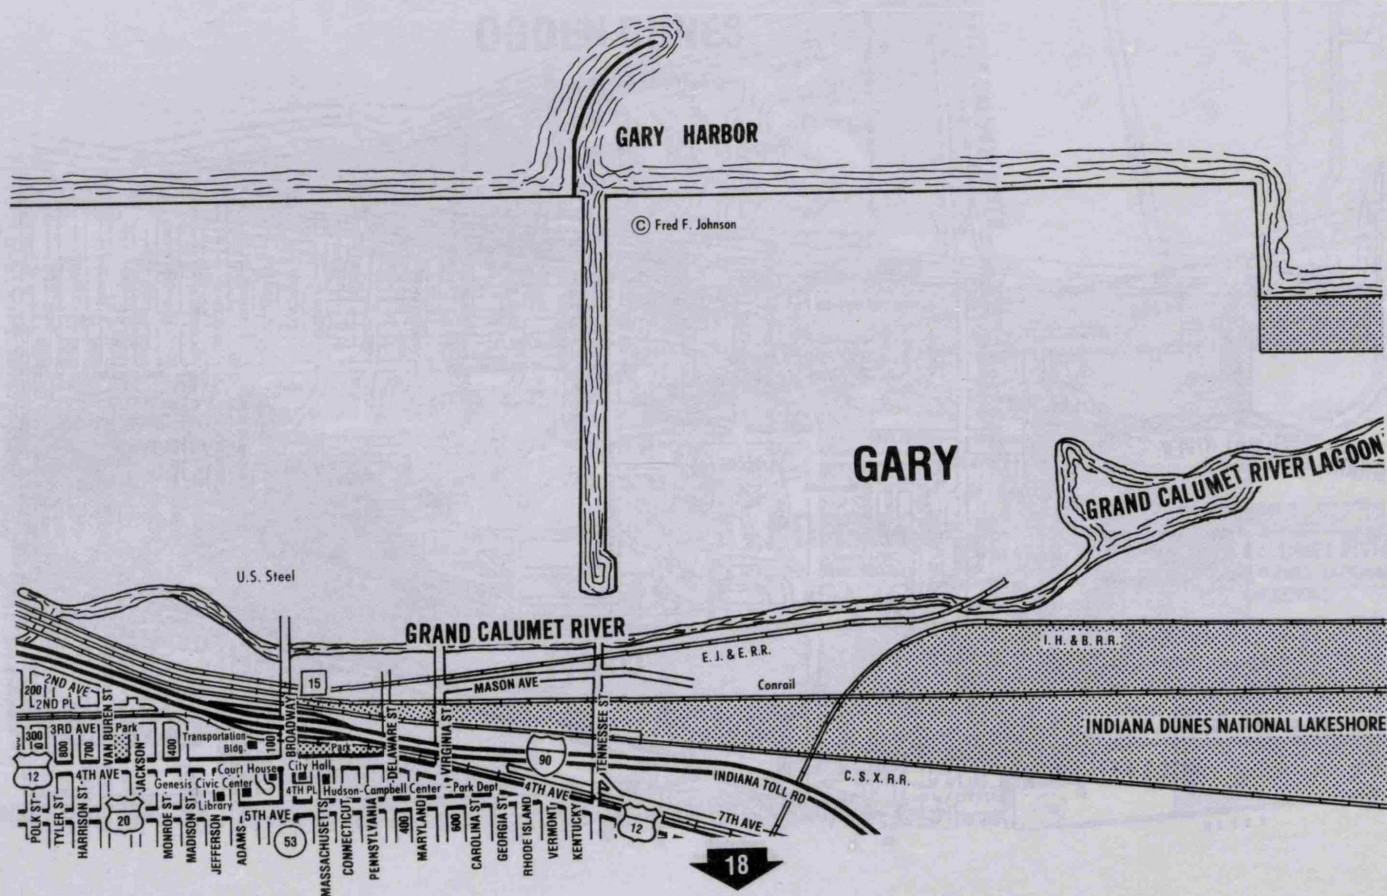 GARY HARBOR
© Fred F. Johnson
GARY
GRAND CALUMET RIVER LAGOON
U.S. Steel
GRAND CALUMET RIVER
E. J. & E. R.R.
I. H. & B. R.R.
15
MASON AVE
Conrail
200
2ND AVE
2ND PL
VAN BUREN ST
BROADWAY
DELAWARE ST
VIRGINIA ST
TENNESSEE ST
INDIANA DUNES NATIONAL LAKESHORE
300
3RD AVE
Park
800
700
JACKSON
400
Transportation
Bldg.
100
Park
90
INDIANA TOLL RD
C. S. X. R.R.
12
4TH AVE
Court House
City Hall
Genesis Civic Center
4TH PL
Hudson-Campbell Center - Park Dept
4TH AVE
Library
20
5TH AVE
53
12
7TH AVE
POLK ST
TYLER ST
HARRISON ST
MONROE ST
MADISON ST
JEFFERSON
ADAMS
MASSACHUSETTS
CONNECTICUT
PENNSYLVANIA
400
MARYLAND
600
CAROLINA ST
GEORGIA ST
RHODE ISLAND
VERMONT
KENTUCKY
18